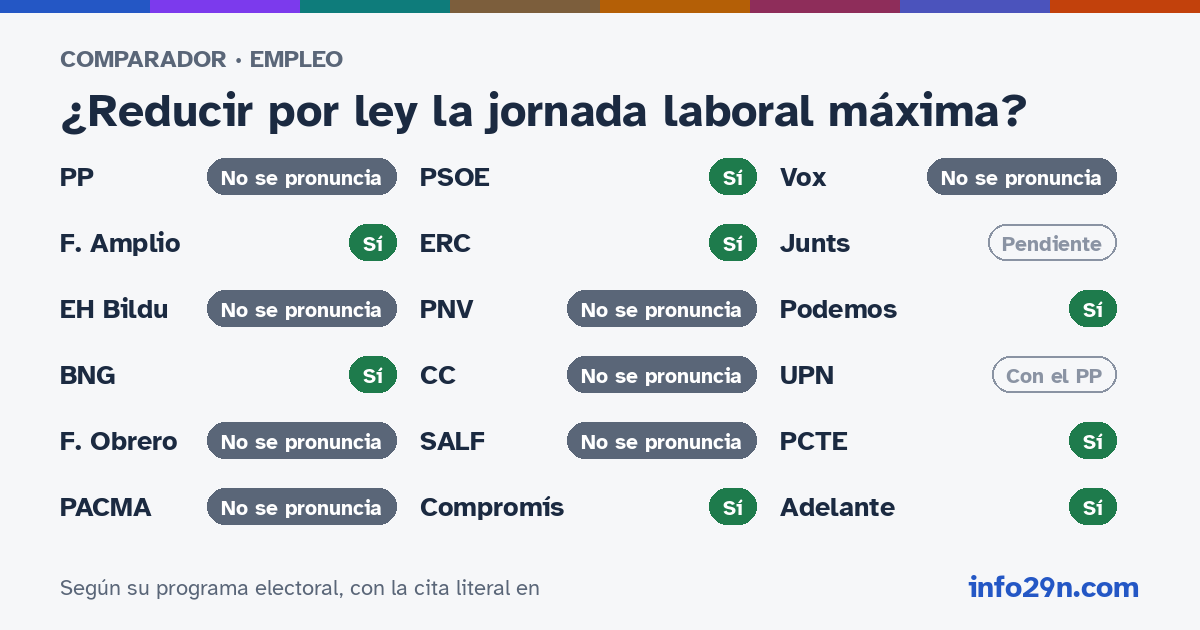 COMPARADOR · EMPLEO
¿Reducir por ley la jornada laboral máxima?
PP No se pronuncia PSOE Sí Vox No se pronuncia
F. Amplio Sí ERC Sí Junts Pendiente
EH Bildu No se pronuncia PNV No se pronuncia Podemos Sí
BNG Sí CC No se pronuncia UPN Con el PP
F. Obrero No se pronuncia SALF No se pronuncia PCTE Sí
PACMA No se pronuncia Compromís Sí Adelante Sí
Según su programa electoral, con la cita literal en info29n.com